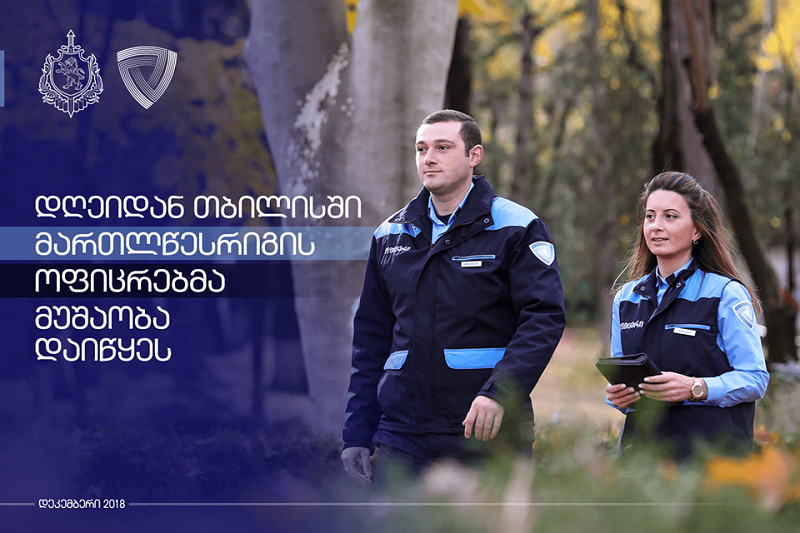 დღეიდან თბილისში
მართლწესრიგის
ოფიცრებმა
მუშაობა
დაიწყეს
დეკემბერი 2018